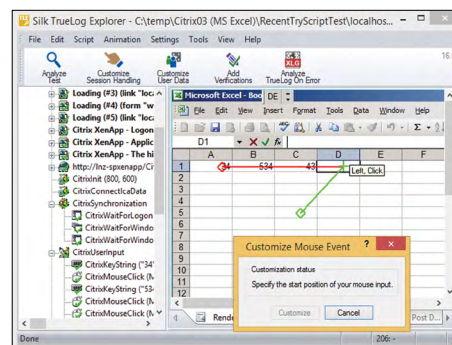 Silk TrueLog Explorer - C:\temp\Citrix03 (MS Excel)\RecentTryScriptTest\localhos...
File Edit Script Animation Settings Tools View Help
Analyze Test
Customize Session Handling
Customize User Data
Add Verifications
Analyze TrueLog On Error
16:
Loading (#3) (link "loca
Loading (#4) (form "w
Loading (#5) (link "loca
Citrix XenApp - Logon
Citrix XenApp - Applic
Citrix XenApp - The hi
http://lnz-spxenapp/Ci
CitrixInit (800, 600)
CitrixConnectIcaData
CitrixSynchronization
CitrixWaitForLogon
CitrixWaitForWindo
CitrixWaitForWindo
CitrixUserInput
CitrixKeyString ("34"
CitrixMouseClick (M
CitrixKeyString ("534
CitrixMouseClick (M
CitrixMouseClick (M
Microsoft Excel - Boo
DE
File Edit View Insert Format Tools Data Window Help
D1 fx
A B C D E F
1 34 534 43
Left, Click
2
3
4
5
6
7
8
9
10
11
12
Customize Mouse Event ? ×
Customization status
Specify the start position of your mouse input.
Customize Cancel
Rende
Post D...
Done
206: -